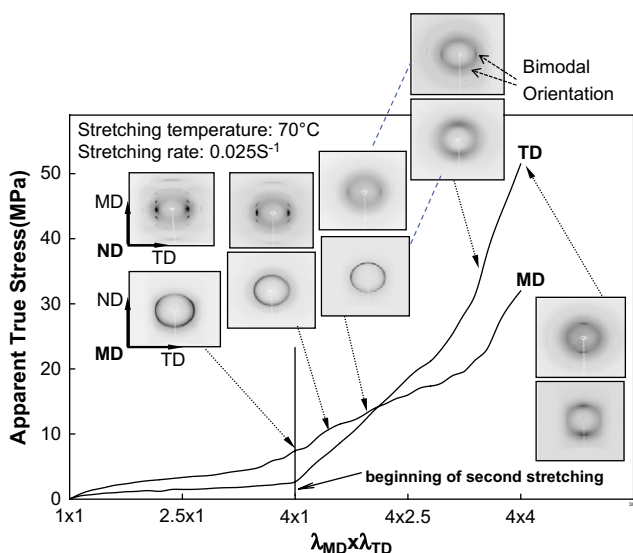 Bimodal
Orientation
Stretching temperature: 70°C
Stretching rate: 0.025S-1
TD
MD
ND
TD
ND
MD
TD
MD
beginning of second stretching
Apparent True Stress(MPa)
50
40
30
20
10
0
1x1
2.5x1
4x1
4x2.5
4x4
λMDxλTD